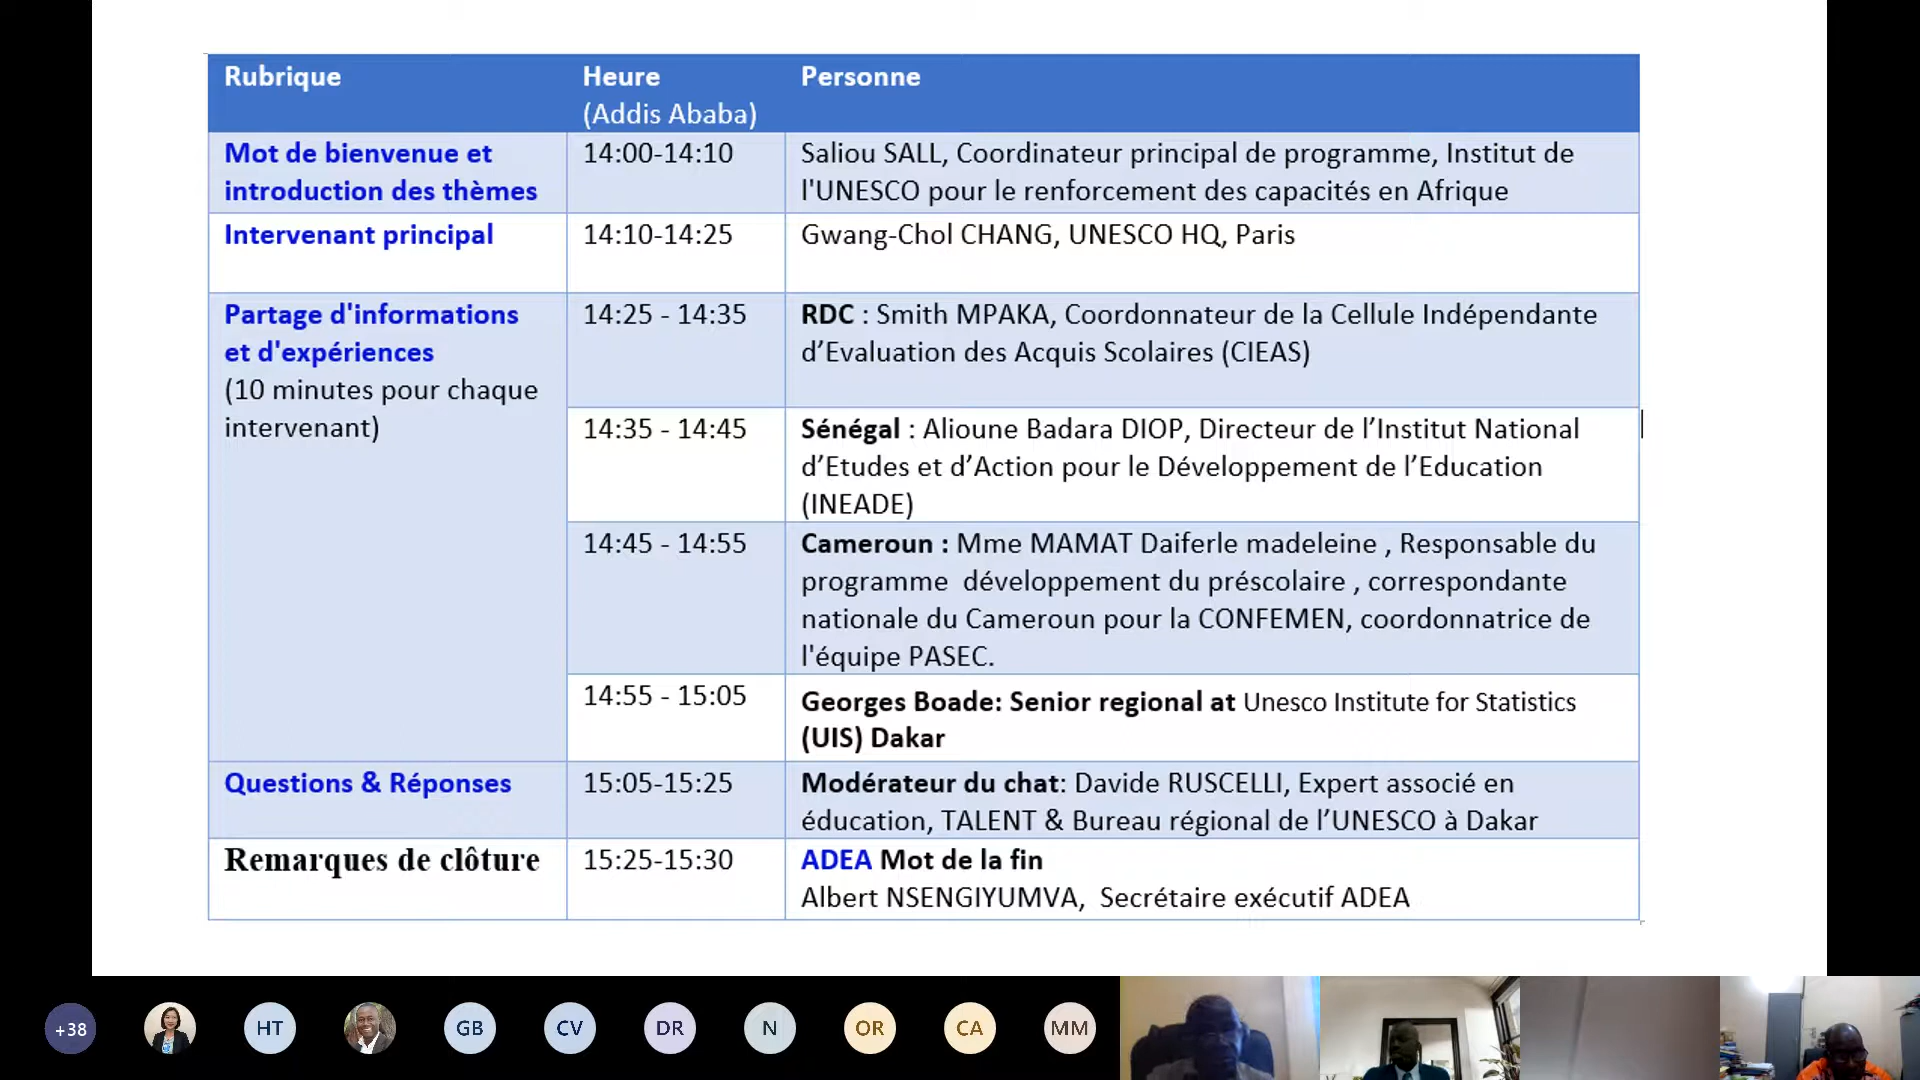 Rubrique
Heure
(Addis Ababa)
Personne
Mot de bienvenue et
introduction des thèmes
14:00-14:10
Saliou SALL, Coordinateur principal de programme, Institut de
l'UNESCO pour le renforcement des capacités en Afrique
Intervenant principal
14:10-14:25
Gwang-Chol CHANG, UNESCO HQ, Paris
Partage d'informations
et d'expériences
(10 minutes pour chaque
intervenant)
14:25 - 14:35
RDC : Smith MPAKA, Coordonnateur de la Cellule Indépendante
d’Evaluation des Acquis Scolaires (CIEAS)
14:35 - 14:45
Sénégal : Alioune Badara DIOP, Directeur de l’Institut National
d’Etudes et d’Action pour le Développement de l’Education
(INEADE)
14:45 - 14:55
Cameroun : Mme MAMAT Daiferle madeleine , Responsable du
programme développement du préscolaire , correspondante
nationale du Cameroun pour la CONFEMEN, coordonnatrice de
l'équipe PASEC.
14:55 - 15:05
Georges Boade: Senior regional at Unesco Institute for Statistics
(UIS) Dakar
Questions & Réponses
15:05-15:25
Modérateur du chat: Davide RUSCELLI, Expert associé en
éducation, TALENT & Bureau régional de l’UNESCO à Dakar
Remarques de clôture
15:25-15:30
ADEA Mot de la fin
Albert NSENGIYUMVA, Secrétaire exécutif ADEA
+38
HT
GB
CV
DR
N
OR
CA
MM